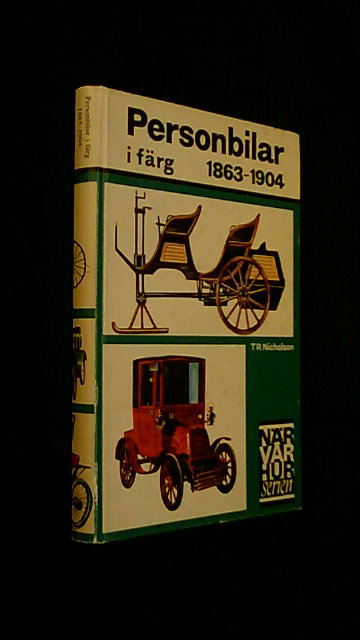 Personbilar i färg
1863-1904
Personbilar
i färg 1863-1904
T R Nicholson
NÄR
VAR
HUR
serien